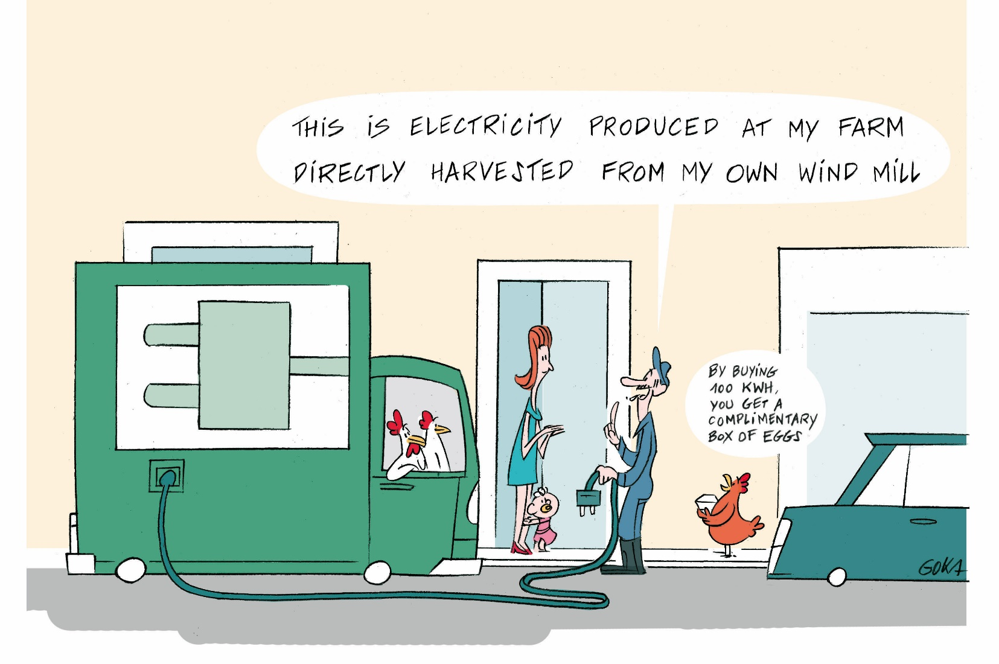 THIS IS ELECTRICITY PRODUCED AT MY FARM
DIRECTLY HARVESTED FROM MY OWN WIND MILL
BY BUYING
100 KWH,
YOU GET A
COMPLIMENTARY
BOX OF EGGS
GOKA